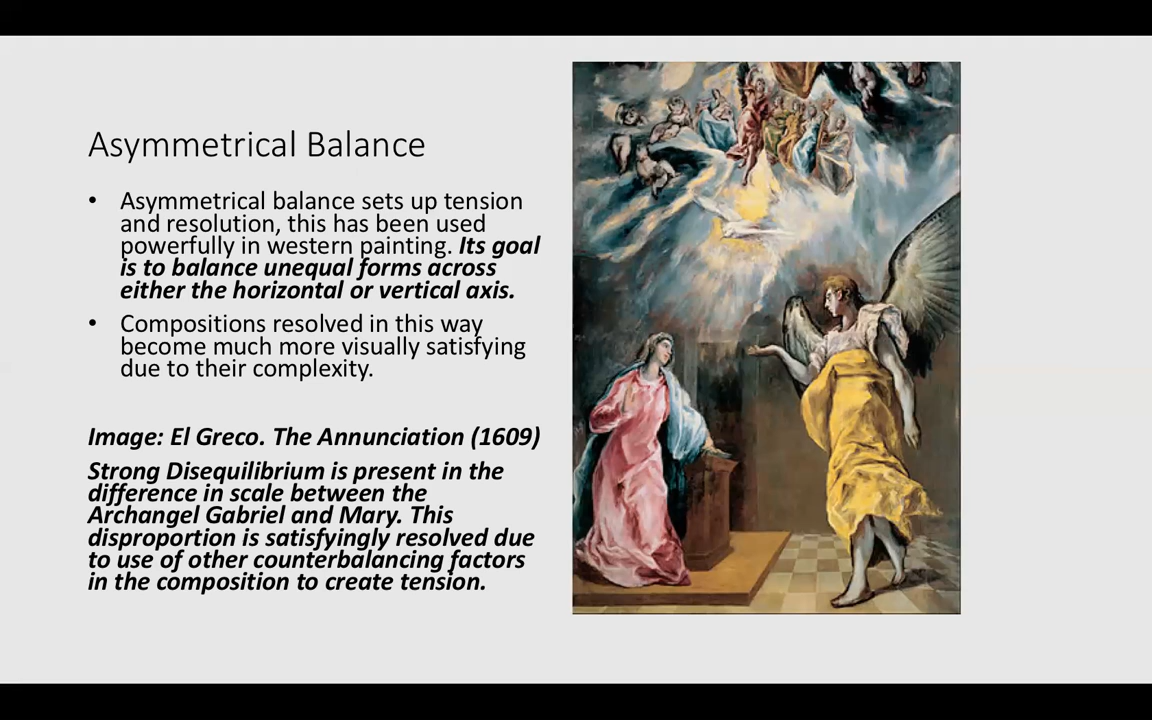 Asymmetrical Balance
• Asymmetrical balance sets up tension
and resolution, this has been used
powerfully in western painting. Its goal
is to balance unequal forms across
either the horizontal or vertical axis.
• Compositions resolved in this way
become much more visually satisfying
due to their complexity.
Image: El Greco. The Annunciation (1609)
Strong Disequilibrium is present in the
difference in scale between the
Archangel Gabriel and Mary. This
disproportion is satisfyingly resolved due
to use of other counterbalancing factors
in the composition to create tension.